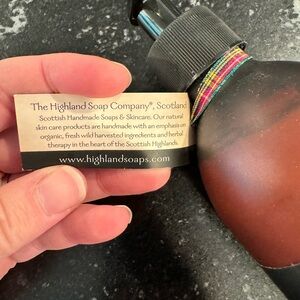 The Highland Soap Company®, Scotland
Scottish Handmade Soaps & Skincare. Our natural
skin care products are handmade with an emphasis on
organic, fresh wild harvested ingredients and herbal
therapy in the heart of the Scottish Highlands.
www.highlandsoaps.com